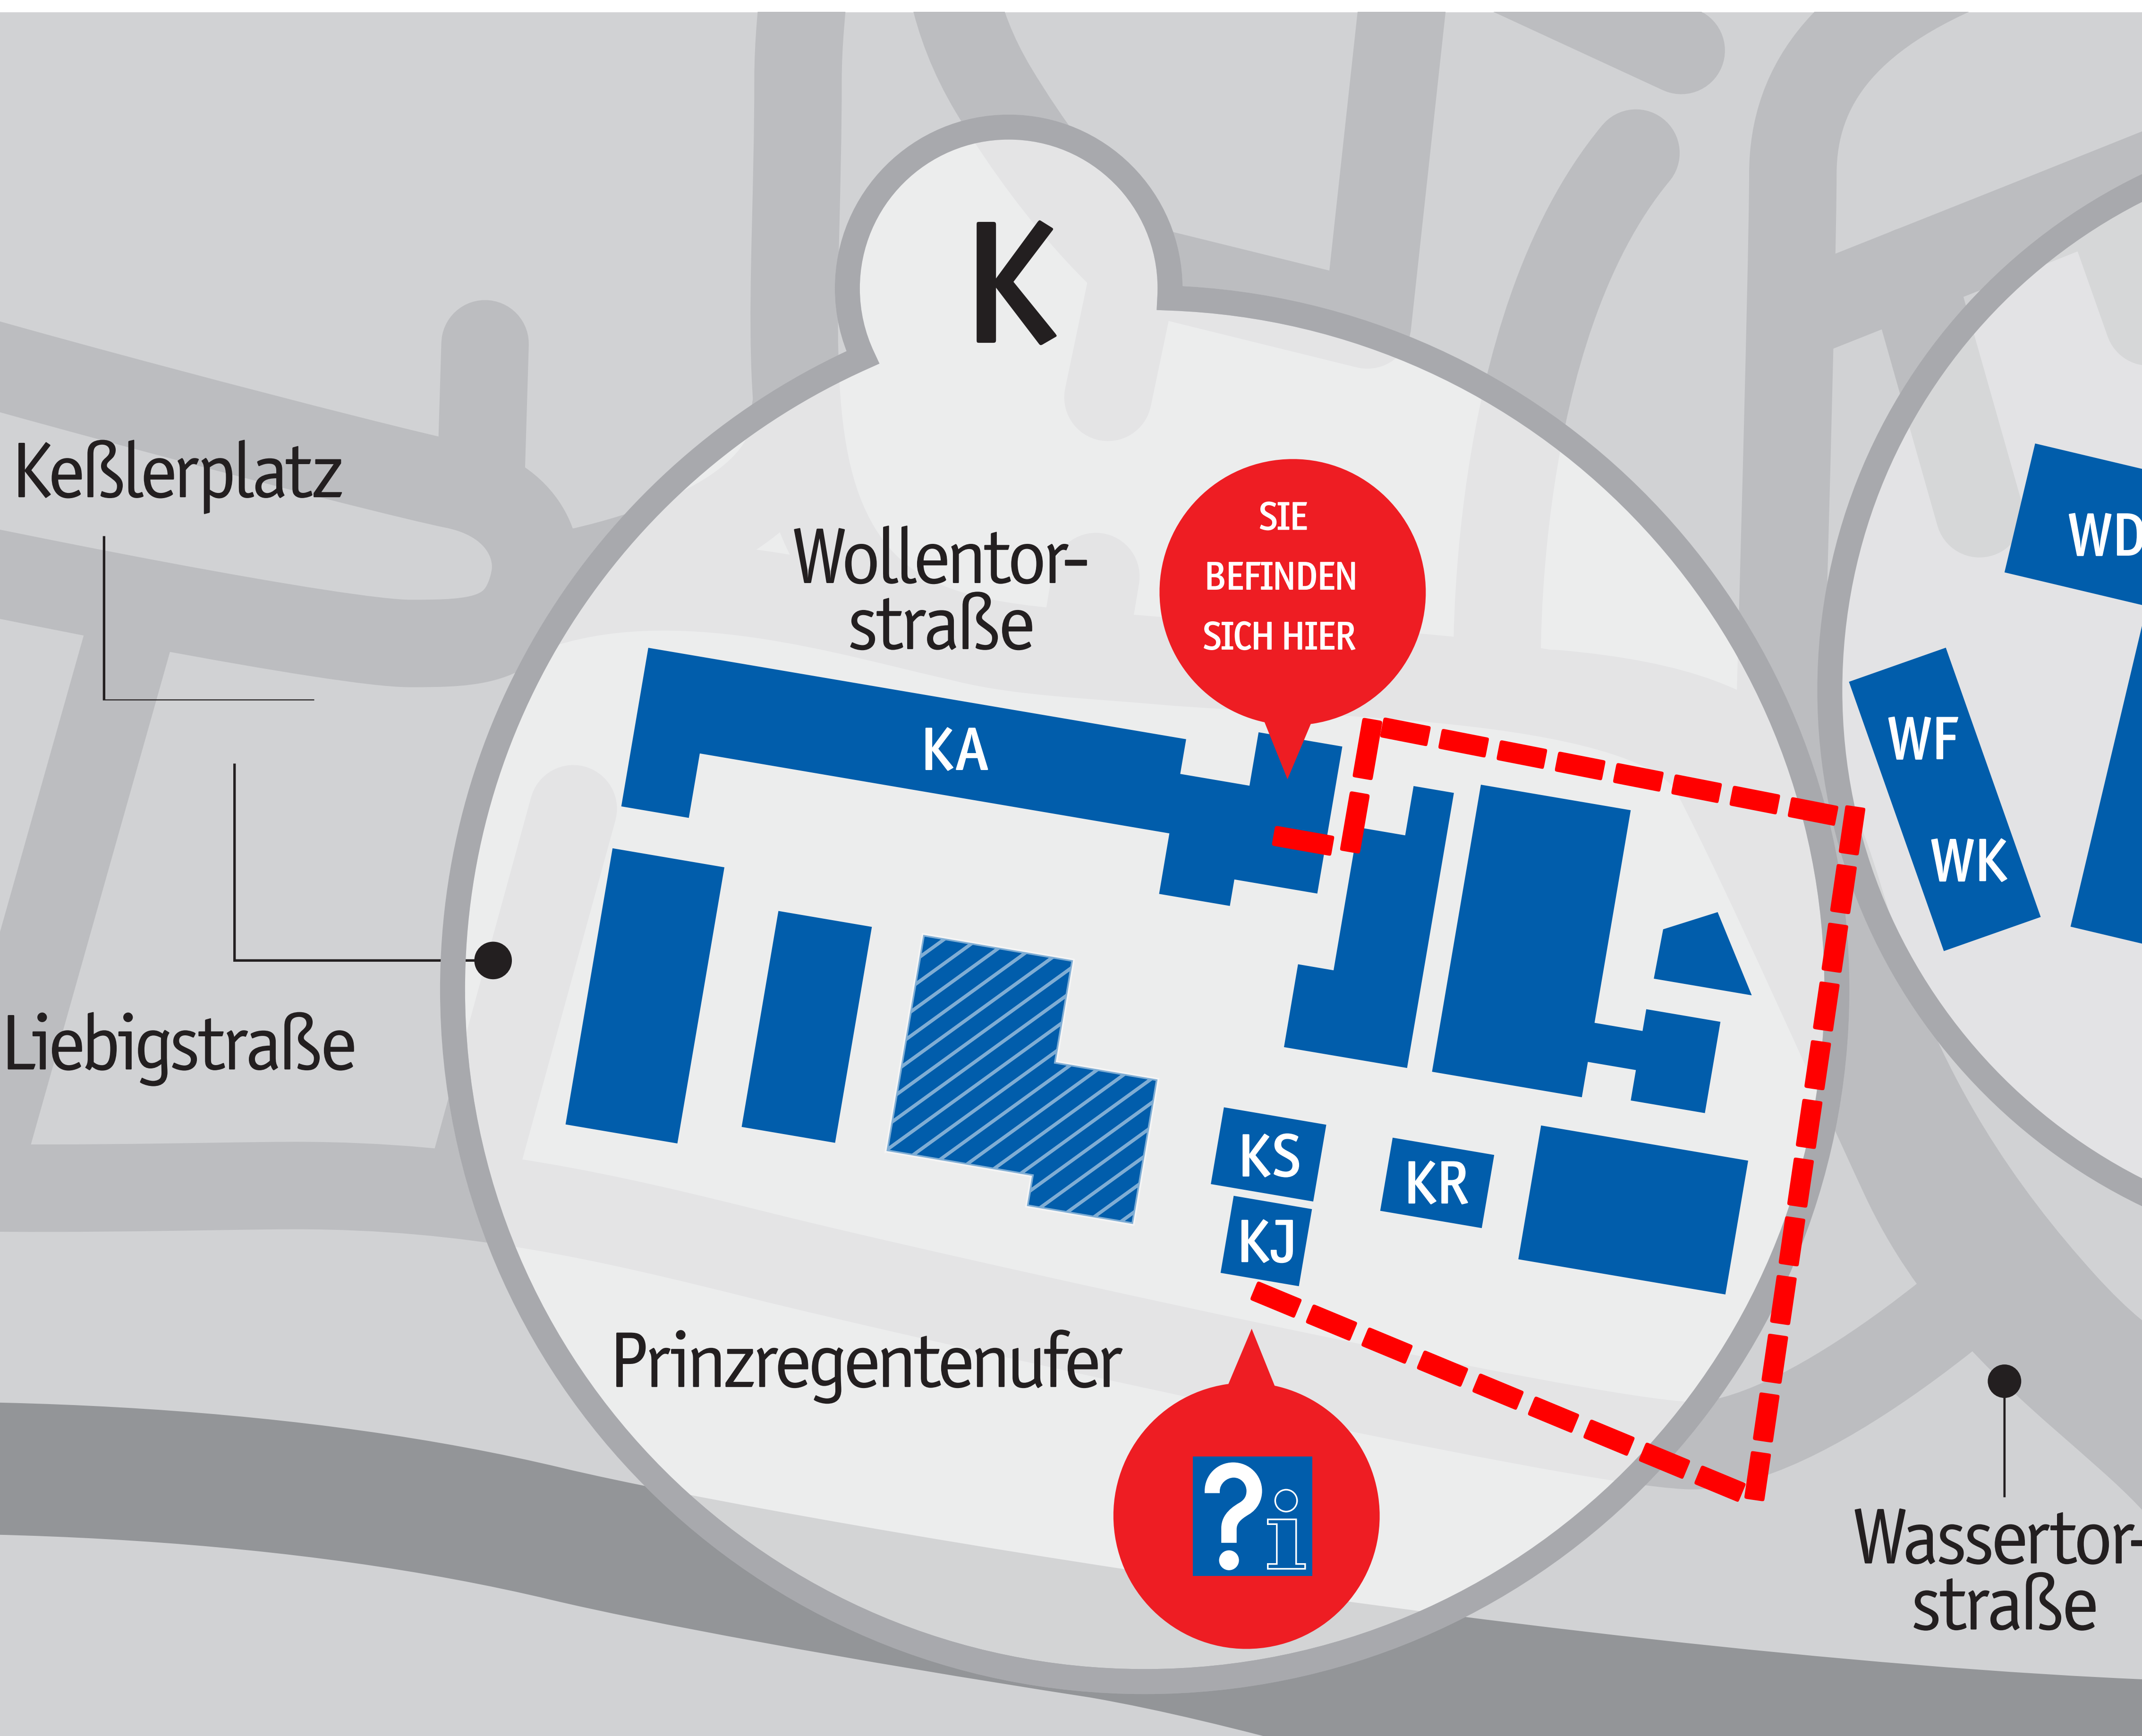 K
Keßlerplatz
Wollentor-
straße
SIE
BEFINDEN
SICH HIER
WD
WF
WK
KA
Liebigstraße
KS
KR
KJ
Prinzregentenufer
?i
Wassertor-
straße